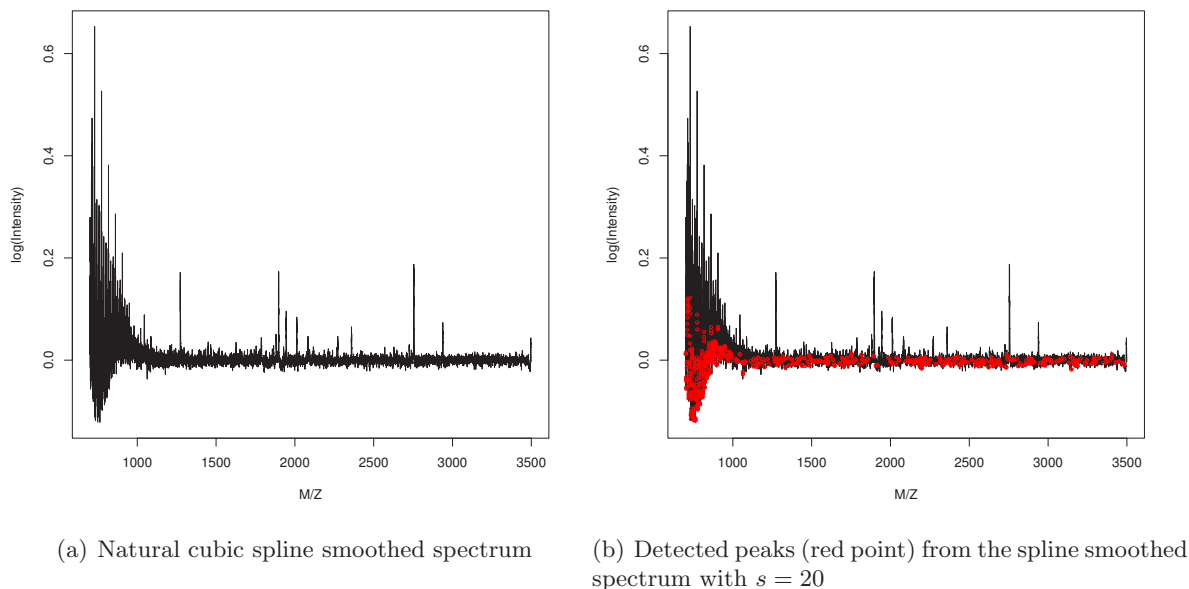 log(Intensity)
0.6
0.4
0.2
0.0
1000 1500 2000 2500 3000 3500
M/Z
(a) Natural cubic spline smoothed spectrum
log(Intensity)
0.6
0.4
0.2
0.0
1000 1500 2000 2500 3000 3500
M/Z
(b) Detected peaks (red point) from the spline smoothed
spectrum with s = 20